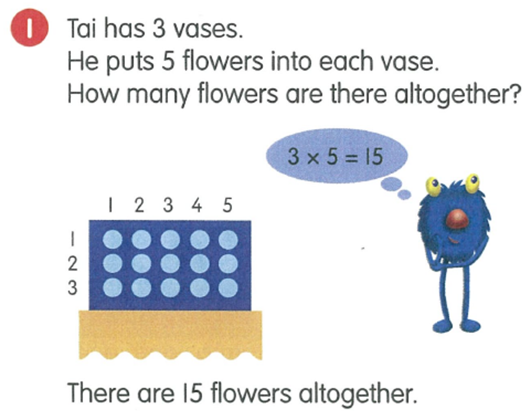 1 Tai has 3 vases.
He puts 5 flowers into each vase.
How many flowers are there altogether?
3 × 5 = 15
1 2 3 4 5
1
2
3
There are 15 flowers altogether.